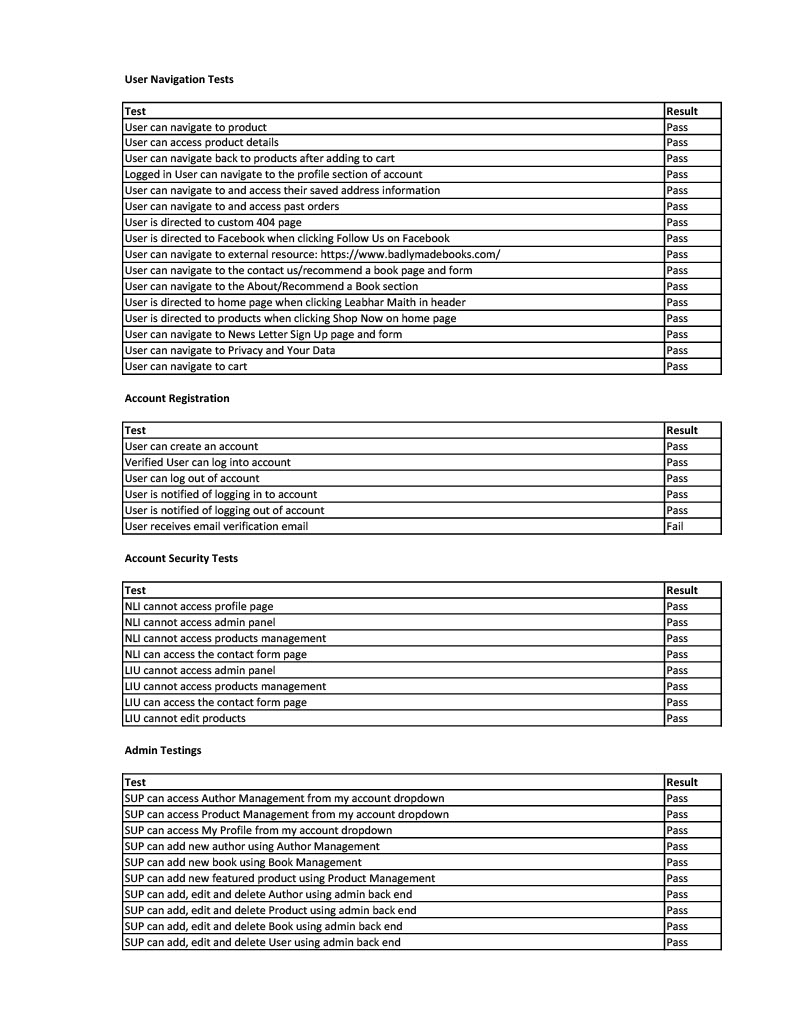 User Navigation Tests
Test Result
User can navigate to product Pass
User can access product details Pass
User can navigate back to products after adding to cart Pass
Logged in User can navigate to the profile section of account Pass
User can navigate to and access their saved address information Pass
User can navigate to and access past orders Pass
User is directed to custom 404 page Pass
User is directed to Facebook when clicking Follow Us on Facebook Pass
User can navigate to external resource: https://www.badlymadebooks.com/ Pass
User can navigate to the contact us/recommend a book page and form Pass
User can navigate to the About/Recommend a Book section Pass
User is directed to home page when clicking Leabhar Maith in header Pass
User is directed to products when clicking Shop Now on home page Pass
User can navigate to News Letter Sign Up page and form Pass
User can navigate to Privacy and Your Data Pass
User can navigate to cart Pass
Account Registration
Test Result
User can create an account Pass
Verified User can log into account Pass
User can log out of account Pass
User is notified of logging in to account Pass
User is notified of logging out of account Pass
User receives email verification email Fail
Account Security Tests
Test Result
NLI cannot access profile page Pass
NLI cannot access admin panel Pass
NLI cannot access products management Pass
NLI can access the contact form page Pass
LIU cannot access admin panel Pass
LIU cannot access products management Pass
LIU can access the contact form page Pass
LIU cannot edit products Pass
Admin Testings
Test Result
SUP can access Author Management from my account dropdown Pass
SUP can access Product Management from my account dropdown Pass
SUP can access My Profile from my account dropdown Pass
SUP can add new author using Author Management Pass
SUP can add new book using Book Management Pass
SUP can add new featured product using Product Management Pass
SUP can add, edit and delete Author using admin back end Pass
SUP can add, edit and delete Product using admin back end Pass
SUP can add, edit and delete Book using admin back end Pass
SUP can add, edit and delete User using admin back end Pass